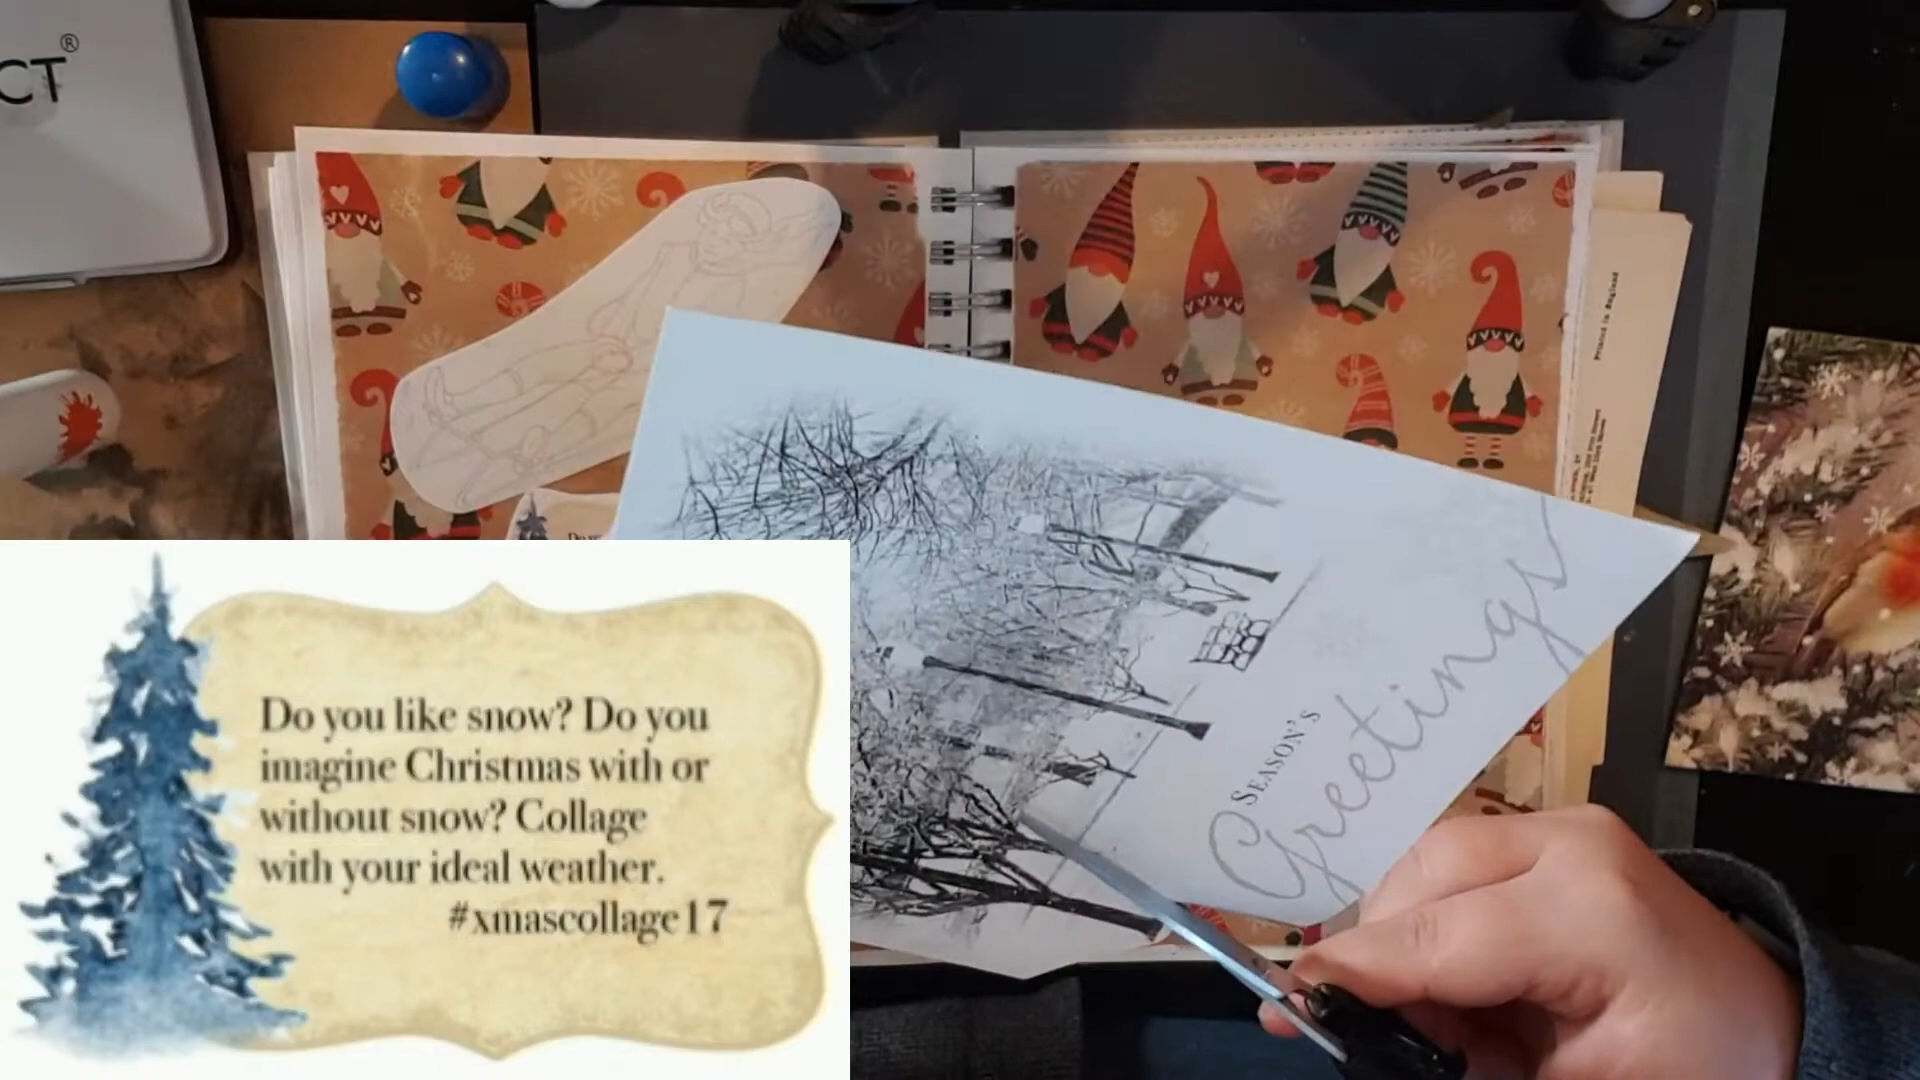 CT®
Printed in England
SEASON'S
Greetings
Do you like snow? Do you
imagine Christmas with or
without snow? Collage
with your ideal weather.
#xmascollage17